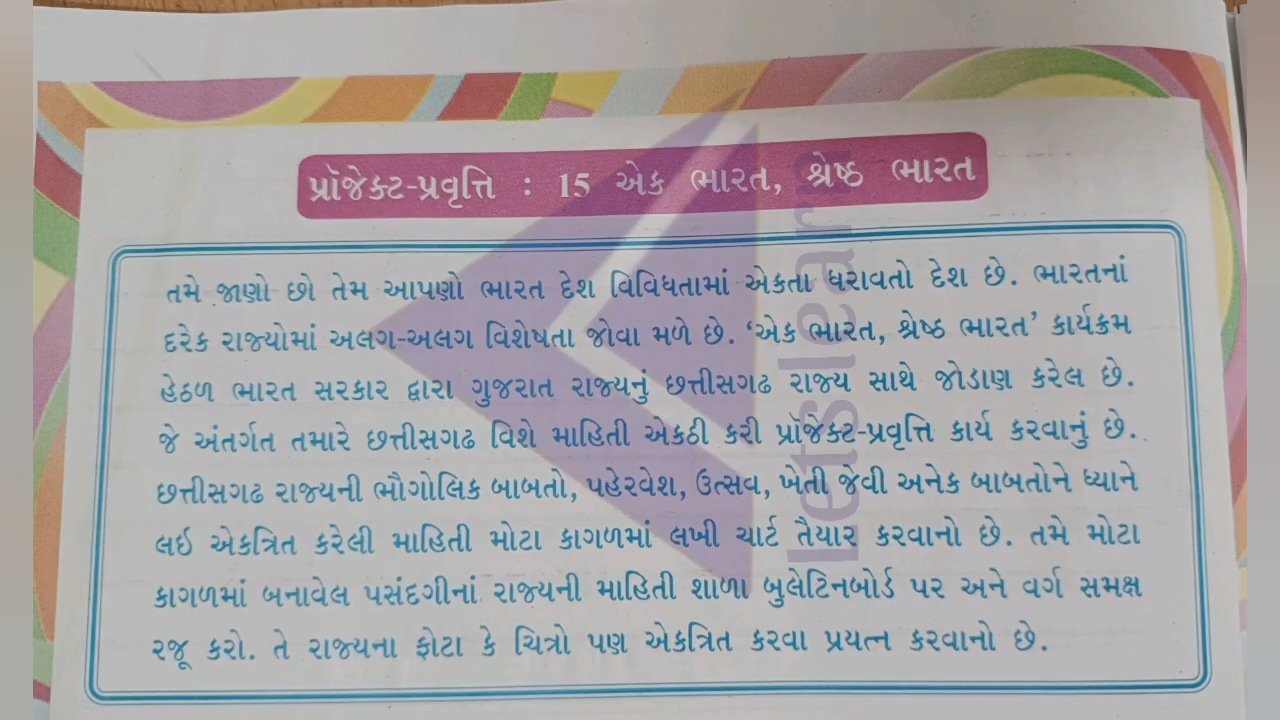 પ્રૉજેક્ટ-પ્રવૃત્તિ : 15 એક ભારત, શ્રેષ્ઠ ભારત
તમે જાણો છો તેમ આપણો ભારત દેશ વિવિધતામાં એકતા ધરાવતો દેશ છે. ભારતનાં
દરેક રાજ્યોમાં અલગ-અલગ વિશેષતા જોવા મળે છે. ‘એક ભારત, શ્રેષ્ઠ ભારત’ કાર્યક્રમ
હેઠળ ભારત સરકાર દ્વારા ગુજરાત રાજ્યનું છત્તીસગઢ રાજ્ય સાથે જોડાણ કરેલ છે.
જે અંતર્ગત તમારે છત્તીસગઢ વિશે માહિતી એકઠી કરી પ્રૉજેક્ટ-પ્રવૃત્તિ કાર્ય કરવાનું છે.
છત્તીસગઢ રાજ્યની ભૌગોલિક બાબતો, પહેરવેશ, ઉત્સવ, ખેતી જેવી અનેક બાબતોને ધ્યાને
લઇ એકત્રિત કરેલી માહિતી મોટા કાગળમાં લખી ચાર્ટ તૈયાર કરવાનો છે. તમે મોટા
કાગળમાં બનાવેલ પસંદગીનાં રાજ્યની માહિતી શાળા બુલેટિનબોર્ડ પર અને વર્ગ સમક્ષ
રજૂ કરો. તે રાજ્યના ફોટા કે ચિત્રો પણ એકત્રિત કરવા પ્રયત્ન કરવાનો છે.
letslearn